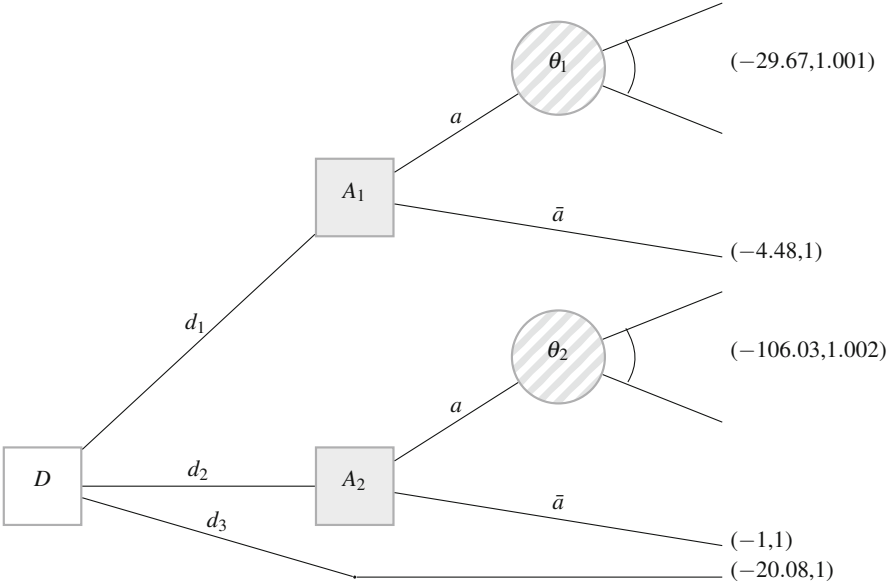 θ₁
(−29.67,1.001)
a
A₁
ā
(−4.48,1)
d₁
θ₂
(−106.03,1.002)
a
D
d₂
A₂
ā
d₃
(−1,1)
(−20.08,1)